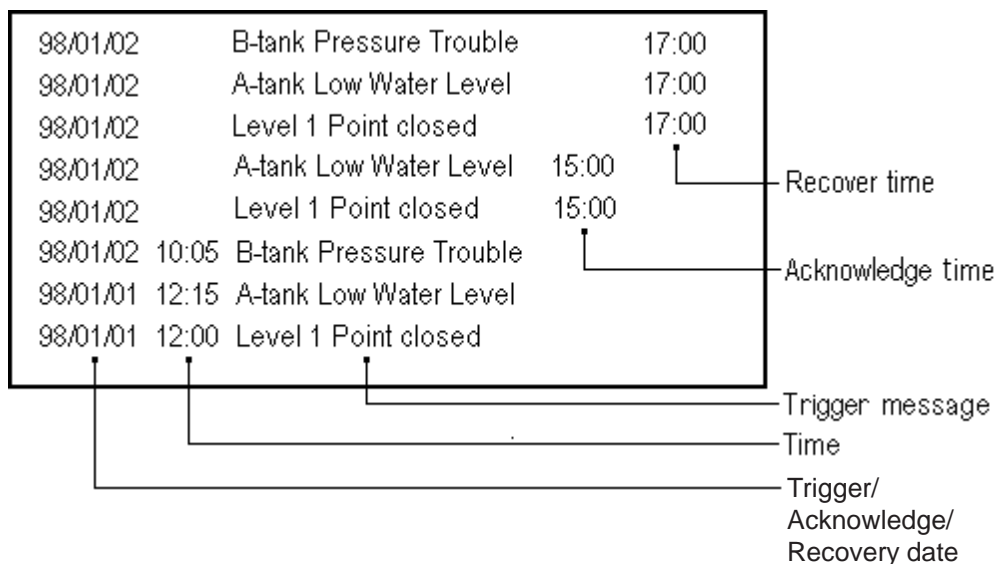 98/01/02 B-tank Pressure Trouble 17:00
98/01/02 A-tank Low Water Level 17:00
98/01/02 Level 1 Point closed 17:00
98/01/02 A-tank Low Water Level 15:00
98/01/02 Level 1 Point closed 15:00
98/01/02 10:05 B-tank Pressure Trouble
98/01/01 12:15 A-tank Low Water Level
98/01/01 12:00 Level 1 Point closed
Recover time
Acknowledge time
Trigger message
Time
Trigger/
Acknowledge/
Recovery date